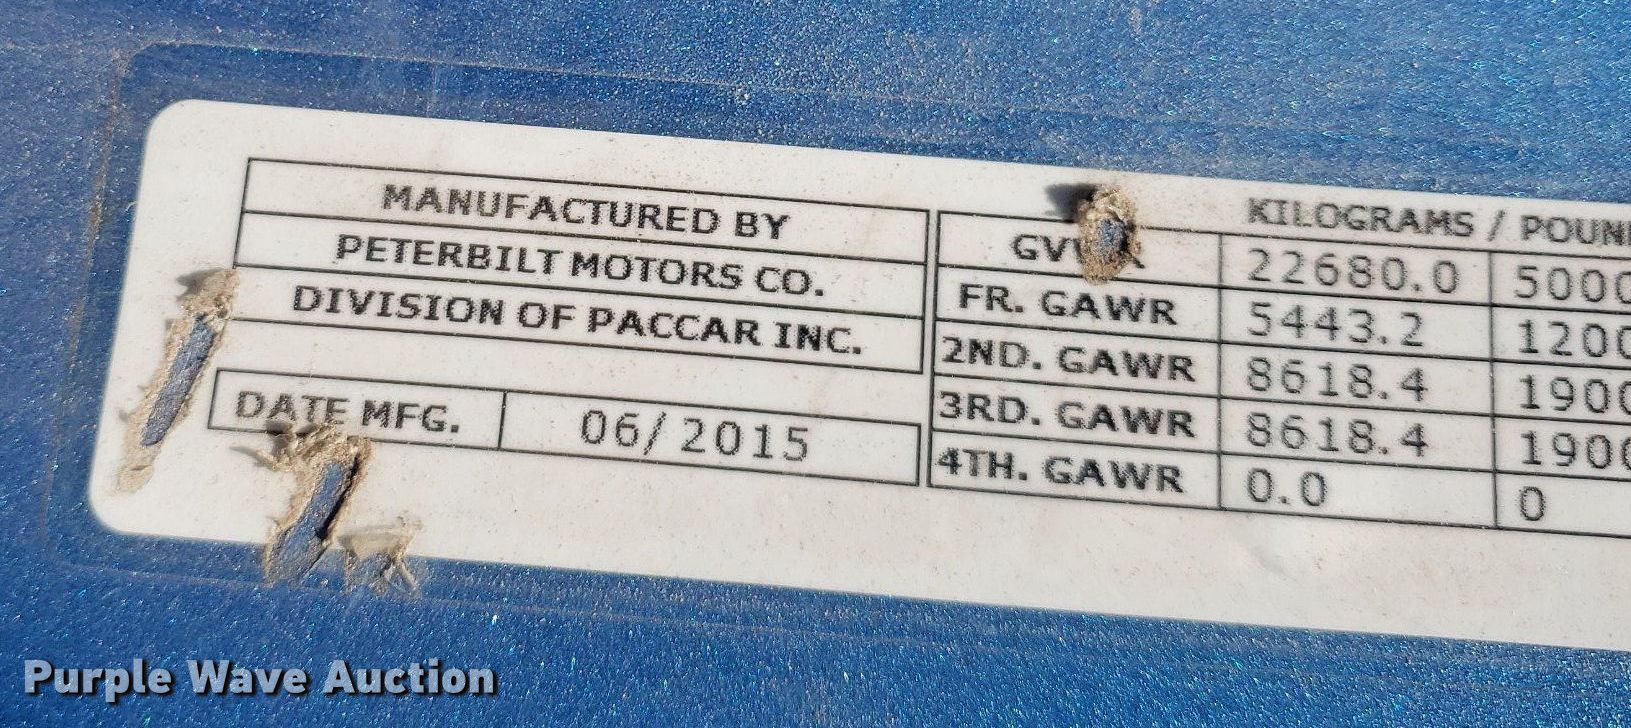 MANUFACTURED BY
PETERBILT MOTORS CO.
DIVISION OF PACCAR INC.
DATE MFG. 06/2015
KILOGRAMS / POUN
22680.0 5000
FR. GAWR 5443.2 1200
2ND. GAWR 8618.4 1900
3RD. GAWR 8618.4 1900
4TH. GAWR 0.0 0
Purple Wave Auction